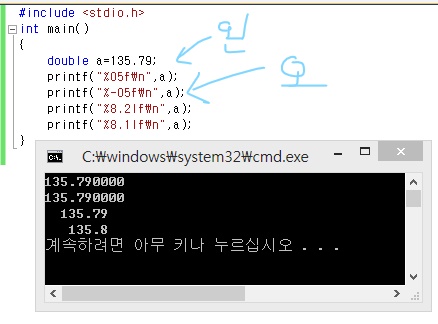 #include <stdio.h>
int main()
{
double a=135.79;
printf("%05f₩n",a);
printf("%-05f₩n",a);
printf("%8.2lf₩n",a);
printf("%8.1lf₩n",a);
}
C:₩windows₩system32₩cmd.exe
C:\.
135.790000
135.790000
135.79
135.8
계속하려면 아무 키나 누르십시오 . . .